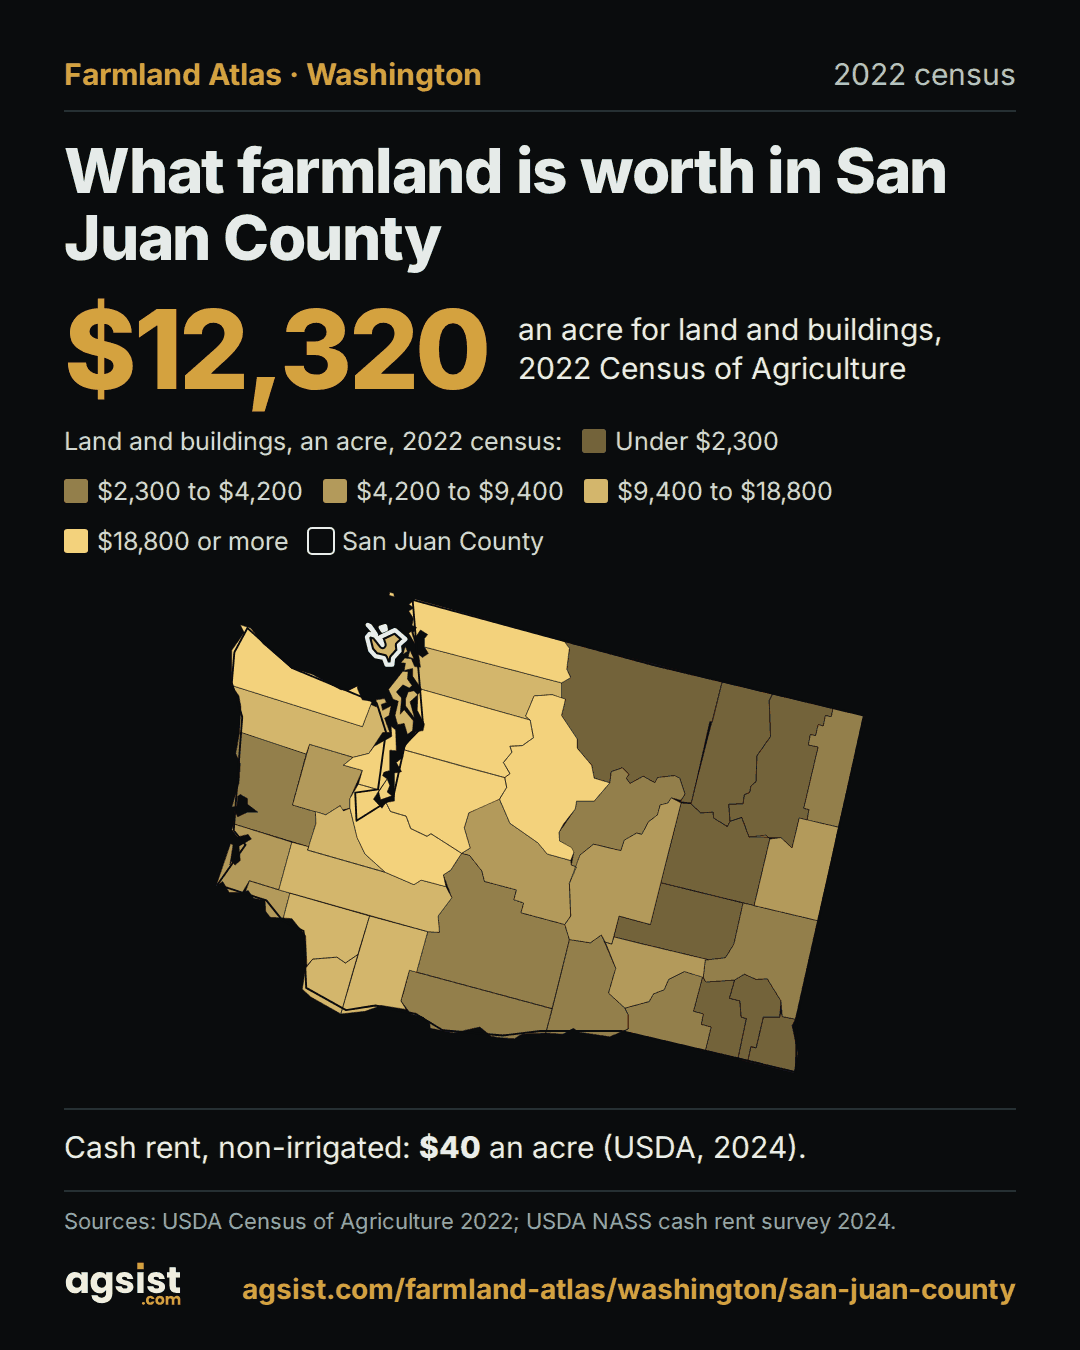 Farmland Atlas · Washington
2022 census
What farmland is worth in San
Juan County
$12,320
an acre for land and buildings,
2022 Census of Agriculture
Land and buildings, an acre, 2022 census: Under $2,300
$2,300 to $4,200 $4,200 to $9,400 $9,400 to $18,800
$18,800 or more San Juan County
Cash rent, non-irrigated: $40 an acre (USDA, 2024).
Sources: USDA Census of Agriculture 2022; USDA NASS cash rent survey 2024.
agsist
.com
agsist.com/farmland-atlas/washington/san-juan-county